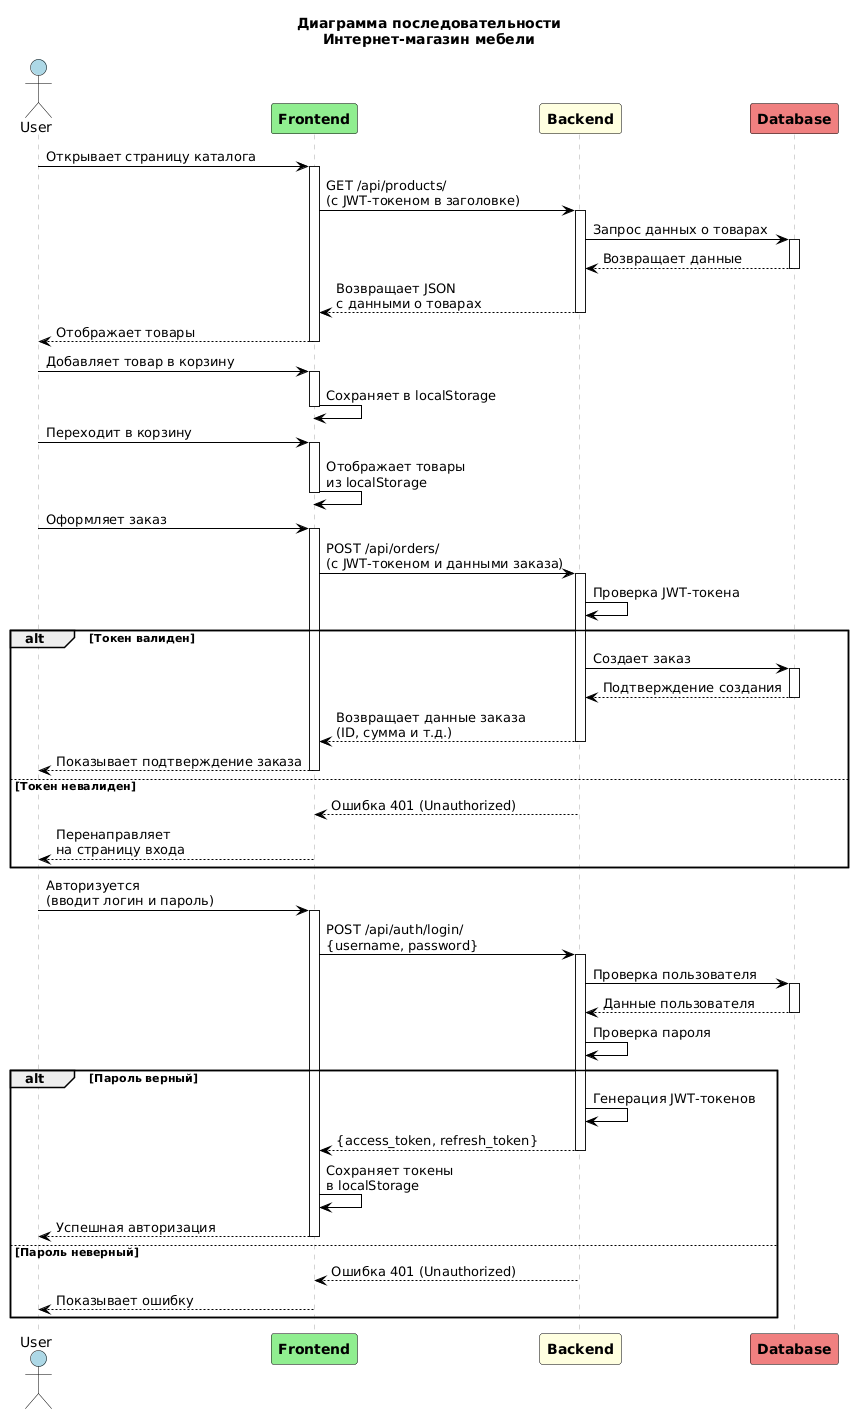 Диаграмма последовательности
Интернет-магазин мебели
User
Frontend
Backend
Database
Открывает страницу каталога
GET /api/products/
(с JWT-токеном в заголовке)
Запрос данных о товарах
Возвращает данные
Возвращает JSON
с данными о товарах
Отображает товары
Добавляет товар в корзину
Сохраняет в localStorage
Переходит в корзину
Отображает товары
из localStorage
Оформляет заказ
POST /api/orders/
(с JWT-токеном и данными заказа)
Проверка JWT-токена
alt
[Токен валиден]
Создает заказ
Подтверждение создания
Возвращает данные заказа
(ID, сумма и т.д.)
Показывает подтверждение заказа
[Токен невалиден]
Ошибка 401 (Unauthorized)
Перенаправляет
на страницу входа
Авторизуется
(вводит логин и пароль)
POST /api/auth/login/
{username, password}
Проверка пользователя
Данные пользователя
Проверка пароля
alt
[Пароль верный]
Генерация JWT-токенов
{access_token, refresh_token}
Сохраняет токены
в localStorage
Успешная авторизация
[Пароль неверный]
Ошибка 401 (Unauthorized)
Показывает ошибку
User
Frontend
Backend
Database